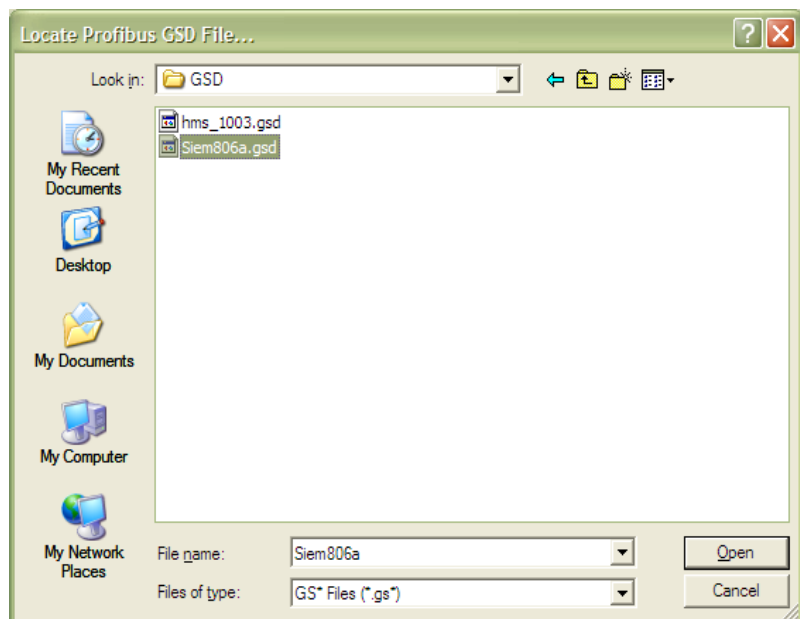 Locate Profibus GSD File...
Look in:
GSD
hms_1003.gsd
Siem806a.gsd
My Recent
Documents
Desktop
My Documents
My Computer
My Network
Places
File name:
Siem806a
Open
Files of type:
GS* Files (*.gs*)
Cancel